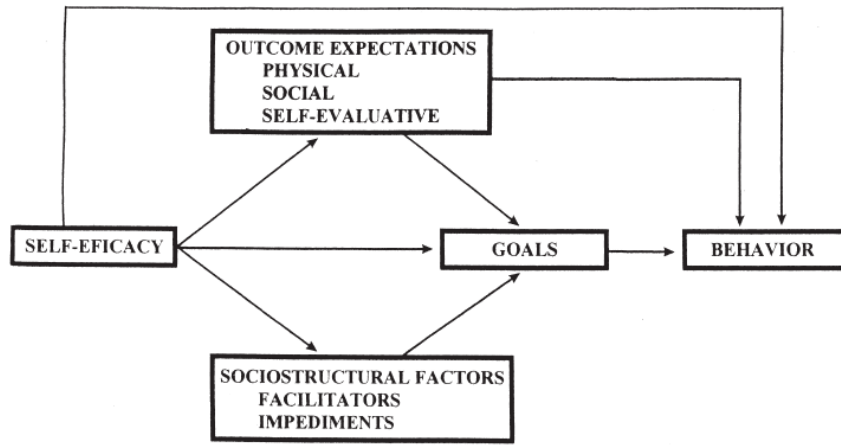 OUTCOME EXPECTATIONS
PHYSICAL
SOCIAL
SELF-EVALUATIVE
SELF-EFICACY
GOALS
BEHAVIOR
SOCIOSTRUCTURAL FACTORS
FACILITATORS
IMPEDIMENTS